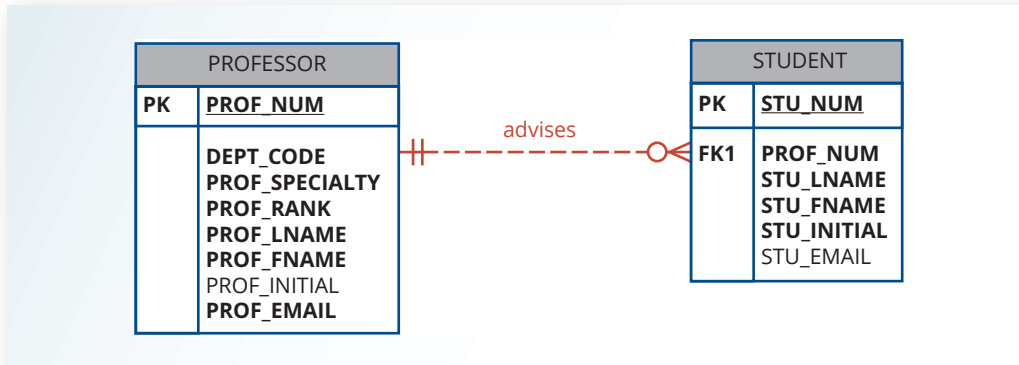 PROFESSOR
PK PROF_NUM
DEPT_CODE
PROF_SPECIALTY
PROF_RANK
PROF_LNAME
PROF_FNAME
PROF_INITIAL
PROF_EMAIL
advises
STUDENT
PK STU_NUM
FK1 PROF_NUM
STU_LNAME
STU_FNAME
STU_INITIAL
STU_EMAIL